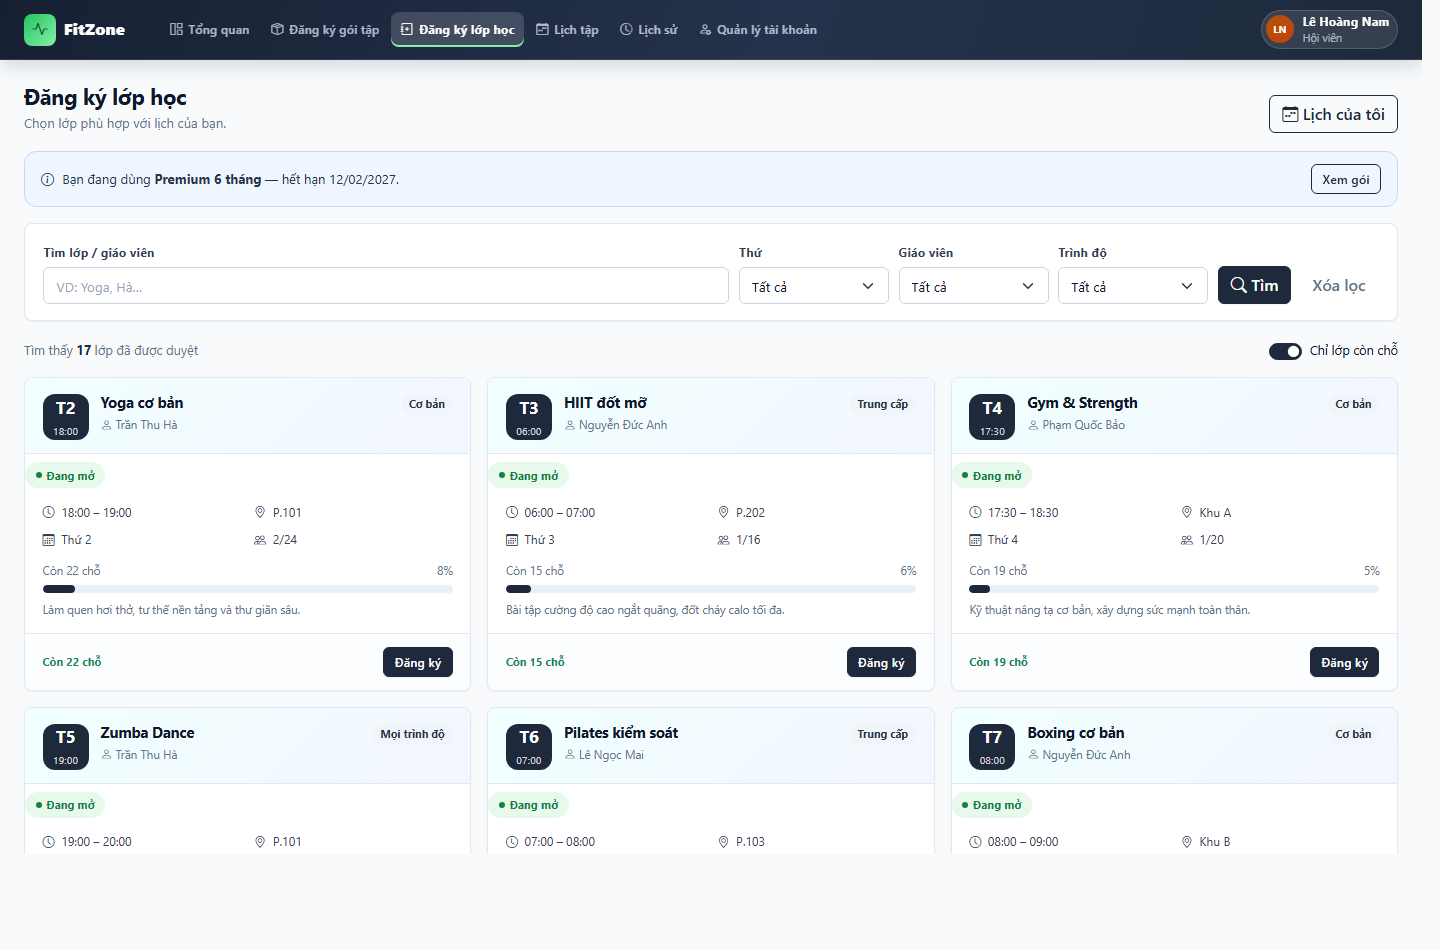 FitZone
Tổng quan
Đăng ký gói tập
Đăng ký lớp học
Lịch tập
Lịch sử
Quản lý tài khoản
LN
Lê Hoàng Nam
Hội viên
Đăng ký lớp học
Chọn lớp phù hợp với lịch của bạn.
Lịch của tôi
Bạn đang dùng Premium 6 tháng — hết hạn 12/02/2027.
Xem gói
Tìm lớp / giáo viên
VD: Yoga, Hà...
Thứ
Tất cả
Giáo viên
Tất cả
Trình độ
Tất cả
Tìm
Xóa lọc
Tìm thấy 17 lớp đã được duyệt
Chỉ lớp còn chỗ
T2
18:00
Yoga cơ bản
Trần Thu Hà
Cơ bản
Đang mở
18:00 – 19:00
P.101
Thứ 2
2/24
Còn 22 chỗ
8%
Làm quen hơi thở, tư thế nền tảng và thư giãn sâu.
Còn 22 chỗ
Đăng ký
T3
06:00
HIIT đốt mỡ
Nguyễn Đức Anh
Trung cấp
Đang mở
06:00 – 07:00
P.202
Thứ 3
1/16
Còn 15 chỗ
6%
Bài tập cường độ cao ngắt quãng, đốt cháy calo tối đa.
Còn 15 chỗ
Đăng ký
T4
17:30
Gym & Strength
Phạm Quốc Bảo
Cơ bản
Đang mở
17:30 – 18:30
Khu A
Thứ 4
1/20
Còn 19 chỗ
5%
Kỹ thuật nâng tạ cơ bản, xây dựng sức mạnh toàn thân.
Còn 19 chỗ
Đăng ký
T5
19:00
Zumba Dance
Trần Thu Hà
Mọi trình độ
Đang mở
19:00 – 20:00
P.101
T6
07:00
Pilates kiểm soát
Lê Ngọc Mai
Trung cấp
Đang mở
07:00 – 08:00
P.103
T7
08:00
Boxing cơ bản
Nguyễn Đức Anh
Cơ bản
Đang mở
08:00 – 09:00
Khu B